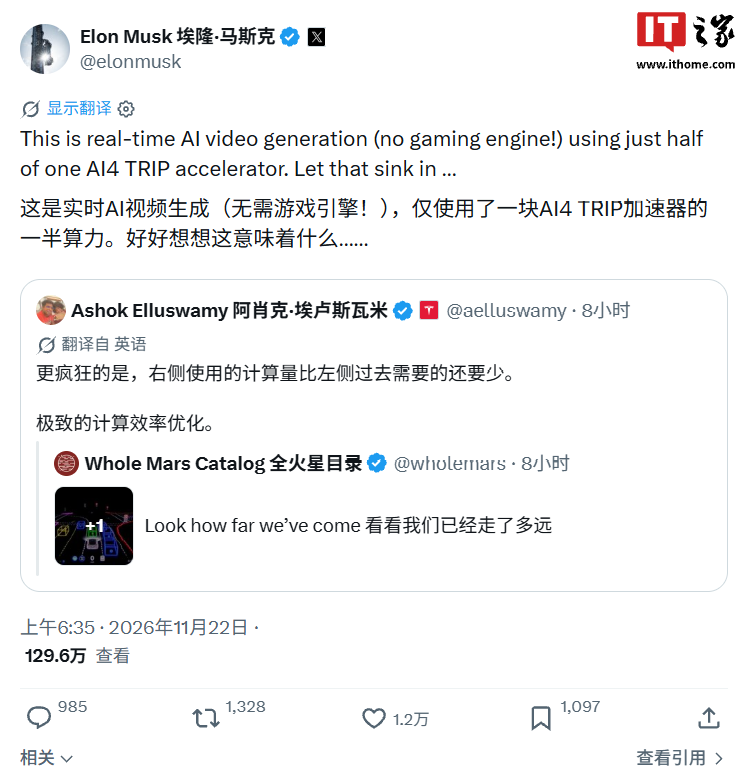 Elon Musk 埃隆·马斯克
@elonmusk
IT之家
www.ithome.com
显示翻译
This is real-time AI video generation (no gaming engine!) using just half
of one AI4 TRIP accelerator. Let that sink in ...
这是实时AI视频生成（无需游戏引擎！），仅使用了一块AI4 TRIP加速器的
一半算力。好好想想这意味着什么......
Ashok Elluswamy 阿肖克·埃卢斯瓦米 @aelluswamy · 8小时
翻译自 英语
更疯狂的是，右侧使用的计算量比左侧过去需要的还要少。
极致的计算效率优化。
Whole Mars Catalog 全火星目录 @wholemars · 8小时
+1
Look how far we’ve come 看看我们已经走了多远
上午6:35 · 2026年11月22日 ·
129.6万 查看
985 1,328 1.2万 1,097
相关 查看引用